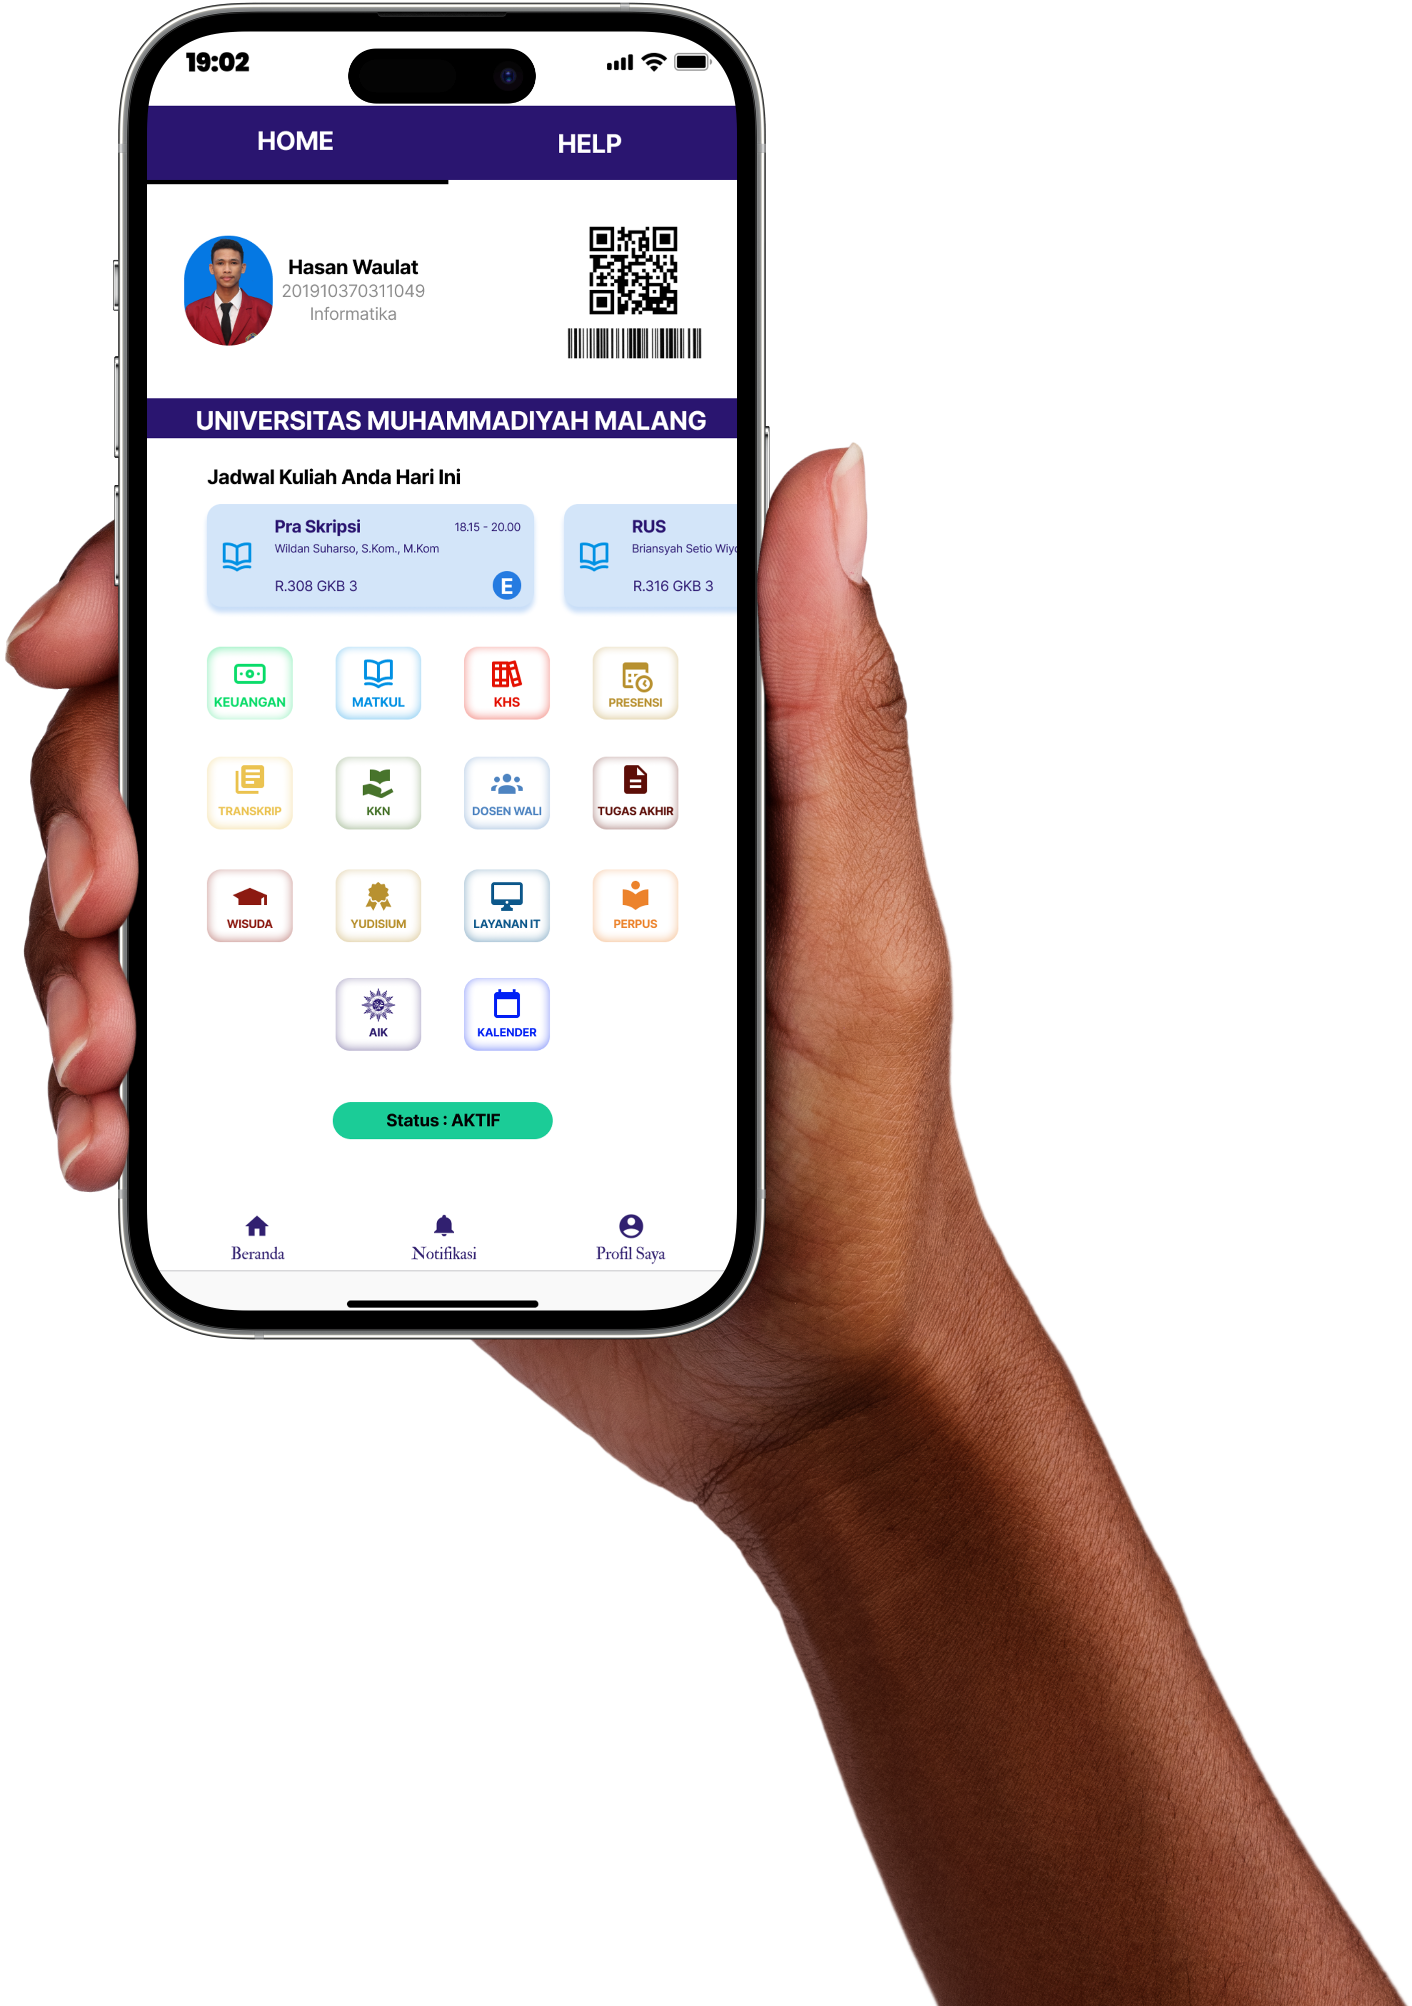 19:02
HOME
HELP
Hasan Waulat
201910370311049
Informatika
UNIVERSITAS MUHAMMADIYAH MALANG
Jadwal Kuliah Anda Hari Ini
Pra Skripsi
18.15 - 20.00
Wildan Suharso, S.Kom., M.Kom
R.308 GKB 3
E
RUS
Briansyah Setio
R.316 GKB 3
KEUANGAN
MATKUL
KHS
PRESENSI
TRANSKRIP
KKN
DOSEN WALI
TUGAS AKHIR
WISUDA
YUDISIUM
LAYANAN IT
PERPUS
AIK
KALENDER
Status : AKTIF
Beranda
Notifikasi
Profil Saya